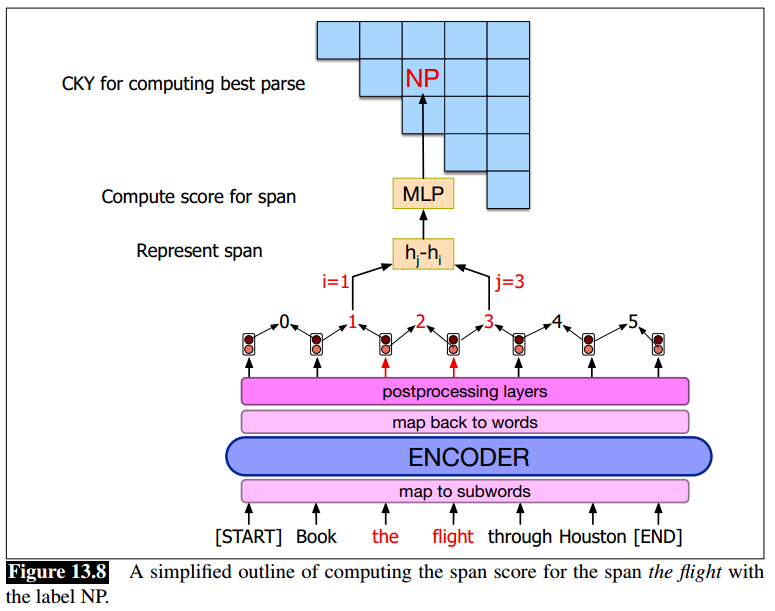 CKY for computing best parse
NP
Compute score for span
MLP
Represent span
hj-hi
i=1
j=3
0 1 2 3 4 5
postprocessing layers
map back to words
ENCODER
map to subwords
[START] Book the flight through Houston [END]
Figure 13.8 A simplified outline of computing the span score for the span the flight with
the label NP.